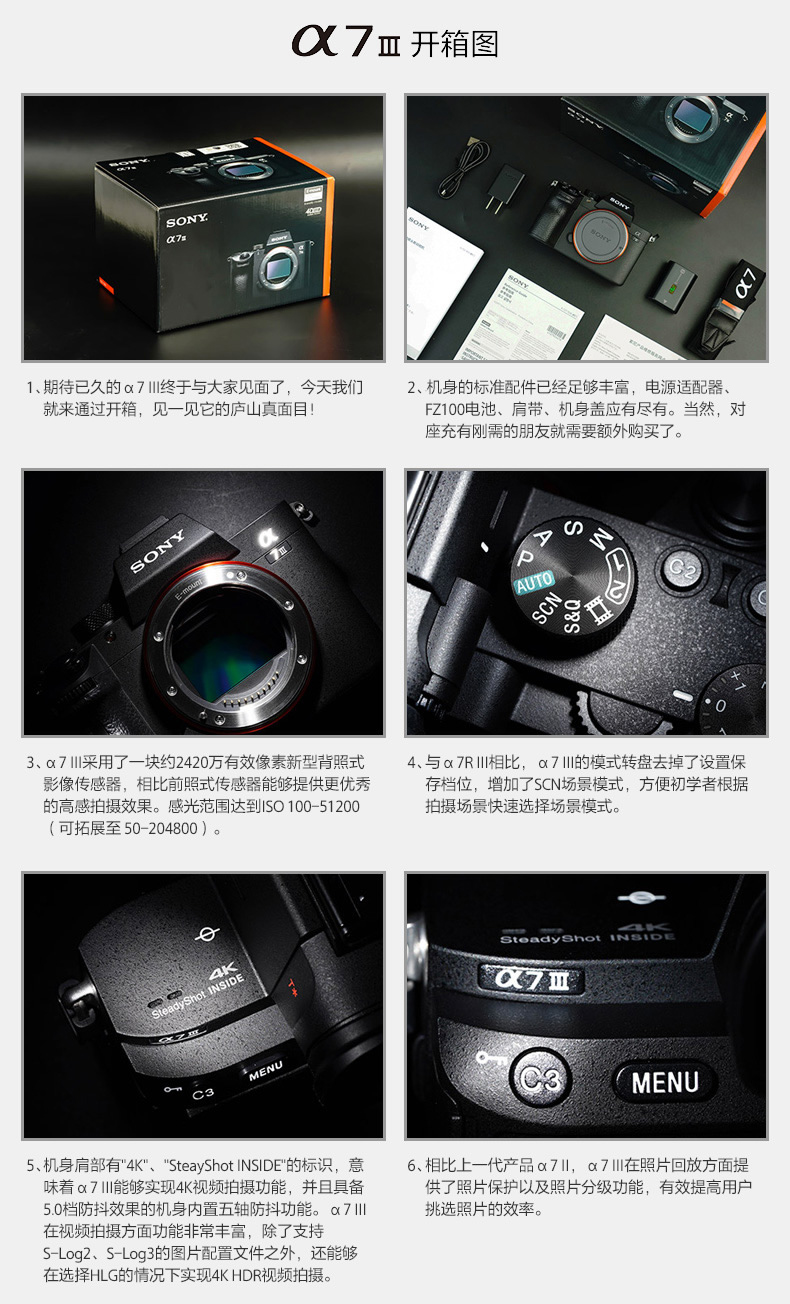 α7Ⅲ 开箱图
SONY
α7Ⅲ
SONY
α7Ⅲ
SONY
SONY
SONY
SONY
SONY
SONY
α7
1、期待已久的α7 III终于与大家见面了，今天我们
就来通过开箱，见一见它的庐山真面目！
2、机身的标准配件已经足够丰富，电源适配器、
FZ100电池、肩带、机身盖应有尽有。当然，对
座充有刚需的朋友就需要额外购买了。
SONY
α
7Ⅲ
E-mount
M
S
A
P
AUTO
SCN
S&Q
1
2
C2
+1
0
3、α7 III采用了一块约2420万有效像素新型背照式
影像传感器，相比前照式传感器能够提供更优秀
的高感拍摄效果。感光范围达到ISO 100-51200
（可拓展至 50-204800）。
4、与α7R III相比，α7 III的模式转盘去掉了设置保
存档位，增加了SCN场景模式，方便初学者根据
拍摄场景快速选择场景模式。
4K
SteadyShot INSIDE
α7Ⅲ
C3
MENU
4K
SteadyShot INSIDE
α7Ⅲ
C3
MENU
5、机身肩部有"4K"、"SteayShot INSIDE"的标识，意
味着α7 III能够实现4K视频拍摄功能，并且具备
5.0档防抖效果的机身内置五轴防抖功能。α7 III
在视频拍摄方面功能非常丰富，除了支持
S-Log2、S-Log3的图片配置文件之外，还能够
在选择HLG的情况下实现4K HDR视频拍摄。
6、相比上一代产品α7 II，α7 III在照片回放方面提
供了照片保护以及照片分级功能，有效提高用户
挑选照片的效率。